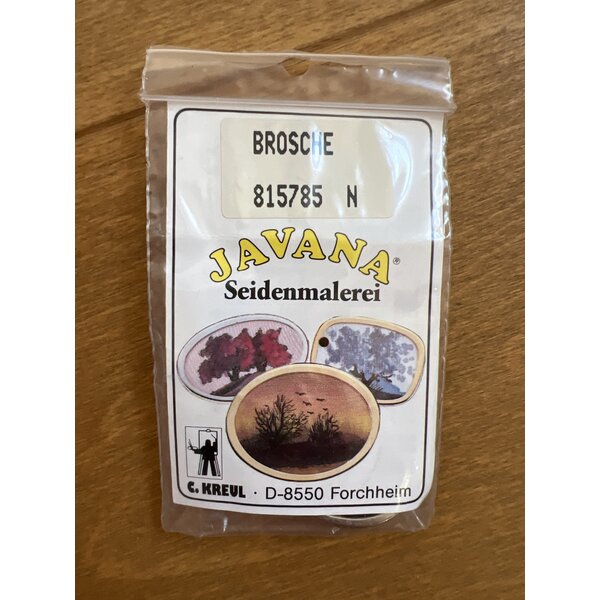 BROSCHE
815785 N
JAVANA®
Seidenmalerei
C. KREUL · D-8550 Forchheim